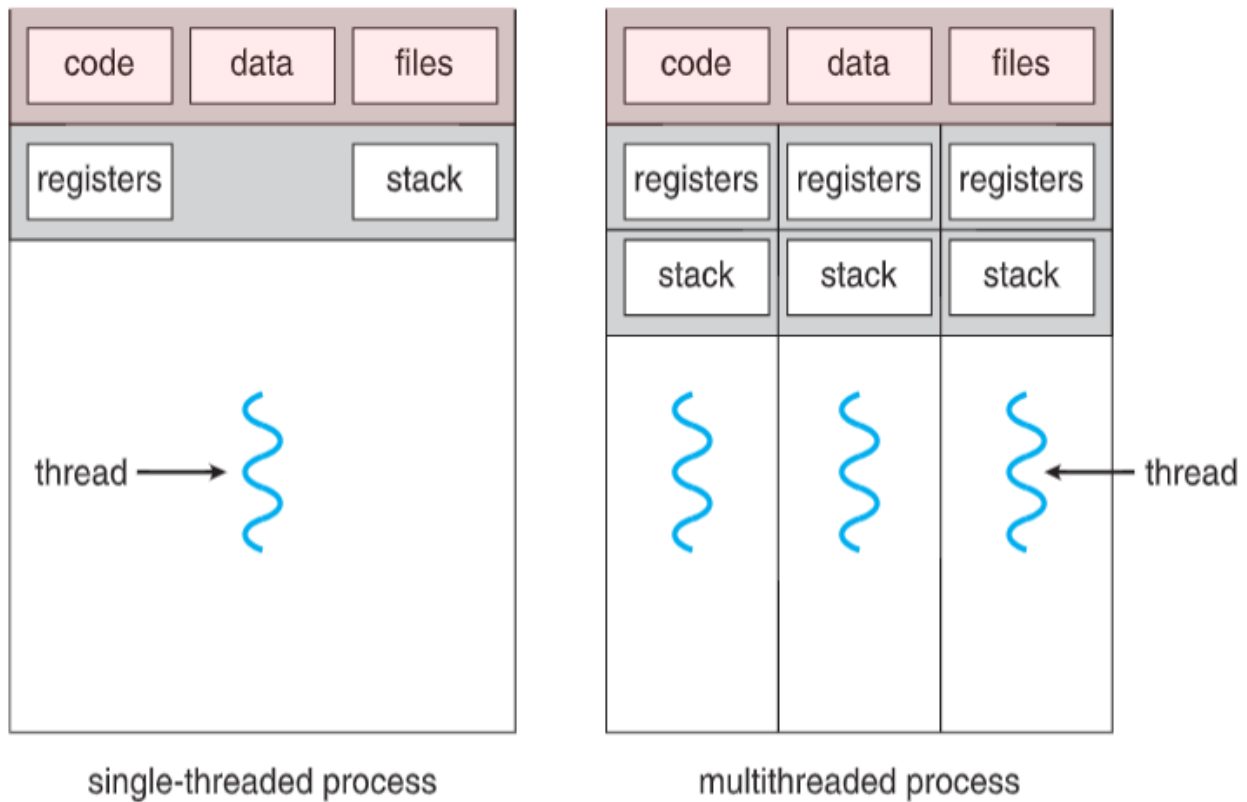 code data files
registers stack
thread
single-threaded process
code data files
registers registers registers
stack stack stack
thread
multithreaded process